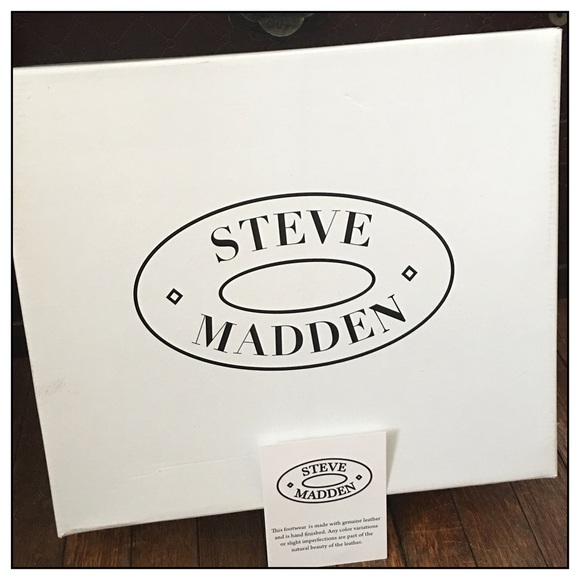 STEVE
MADDEN
STEVE
MADDEN
This footwear is made with genuine leather
and is hand finished. Any color variations
or slight imperfections are part of the
natural beauty of the leather.